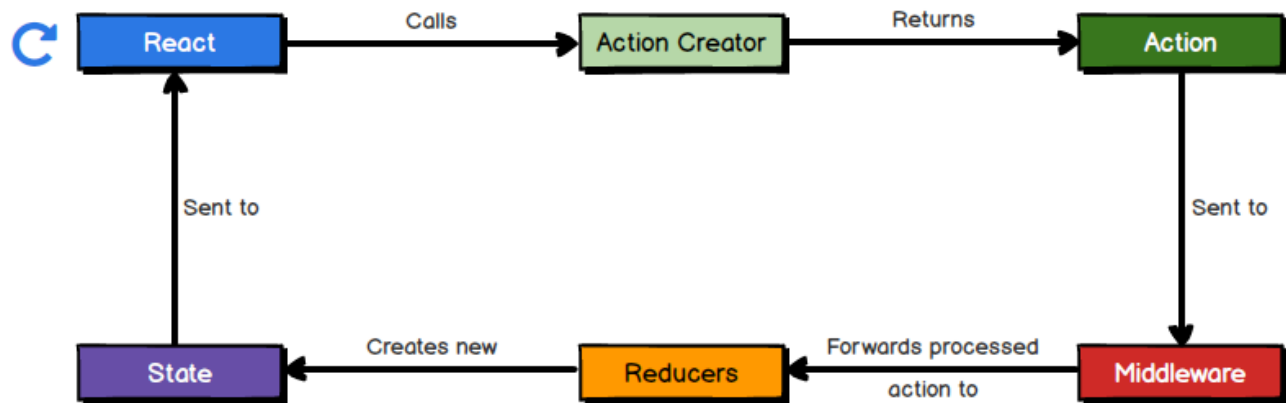 React
Calls
Action Creator
Returns
Action
Sent to
Sent to
State
Creates new
Reducers
Forwards processed
action to
Middleware